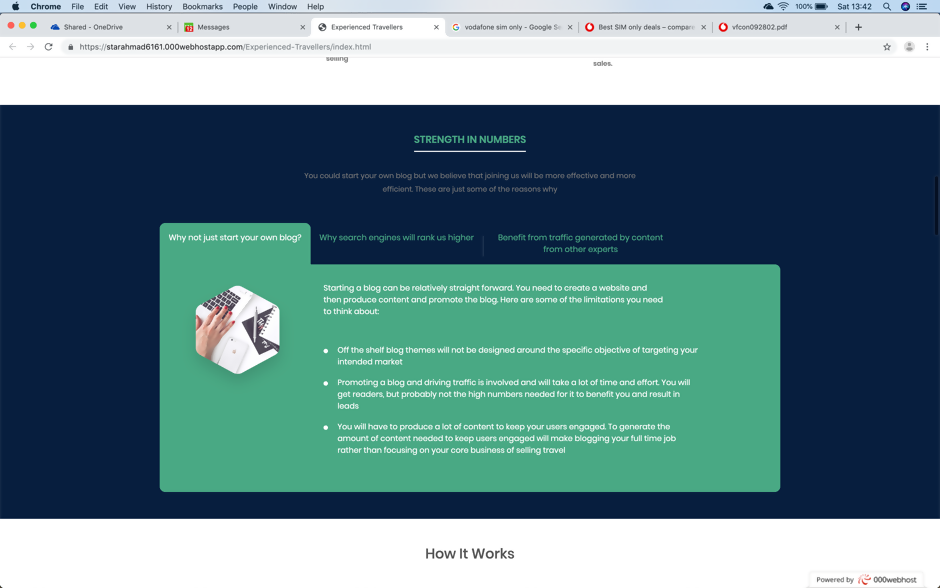 Chrome File Edit View History Bookmarks People Window Help 100% Sat 13:42
Shared - OneDrive Messages Experienced Travellers vodafone sim only - Google Se Best SIM only deals – compare vfcon092802.pdf
https://starahmad6161.000webhostapp.com/Experienced-Travellers/index.html
selling
sales.
STRENGTH IN NUMBERS
You could start your own blog but we believe that joining us will be more effective and more
efficient. These are just some of the reasons why
Why not just start your own blog? Why search engines will rank us higher Benefit from traffic generated by content
from other experts
Starting a blog can be relatively straight forward. You need to create a website and
then produce content and promote the blog. Here are some of the limitations you need
to think about:
Off the shelf blog themes will not be designed around the specific objective of targeting your
intended market
Promoting a blog and driving traffic is involved and will take a lot of time and effort. You will
get readers, but probably not the high numbers needed for it to benefit you and result in
leads
You will have to produce a lot of content to keep your users engaged. To generate the
amount of content needed to keep users engaged will make blogging your full time job
rather than focusing on your core business of selling travel
How It Works
Powered by 000webhost